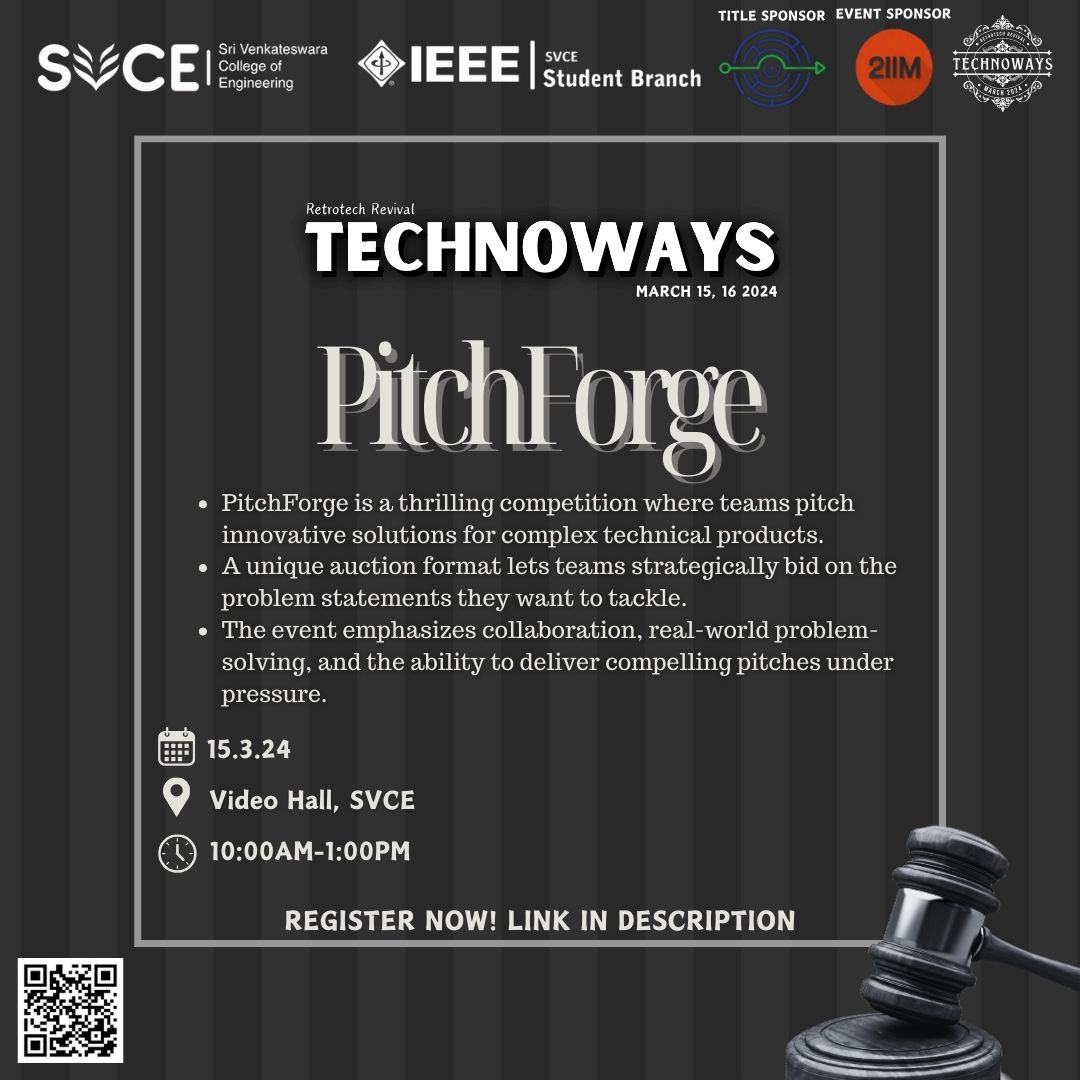 TITLE SPONSOR
EVENT SPONSOR
SVCE
Sri Venkateswara
College of
Engineering
IEEE
SVCE
Student Branch
2IIM
RETROTECH REVIVAL
TECHNOWAYS
MARCH 2024
Retrotech Revival
TECHNOWAYS
MARCH 15, 16 2024
PitchForge
• PitchForge is a thrilling competition where teams pitch
innovative solutions for complex technical products.
• A unique auction format lets teams strategically bid on the
problem statements they want to tackle.
• The event emphasizes collaboration, real-world problem-
solving, and the ability to deliver compelling pitches under
pressure.
15.3.24
Video Hall, SVCE
10:00AM-1:00PM
REGISTER NOW! LINK IN DESCRIPTION